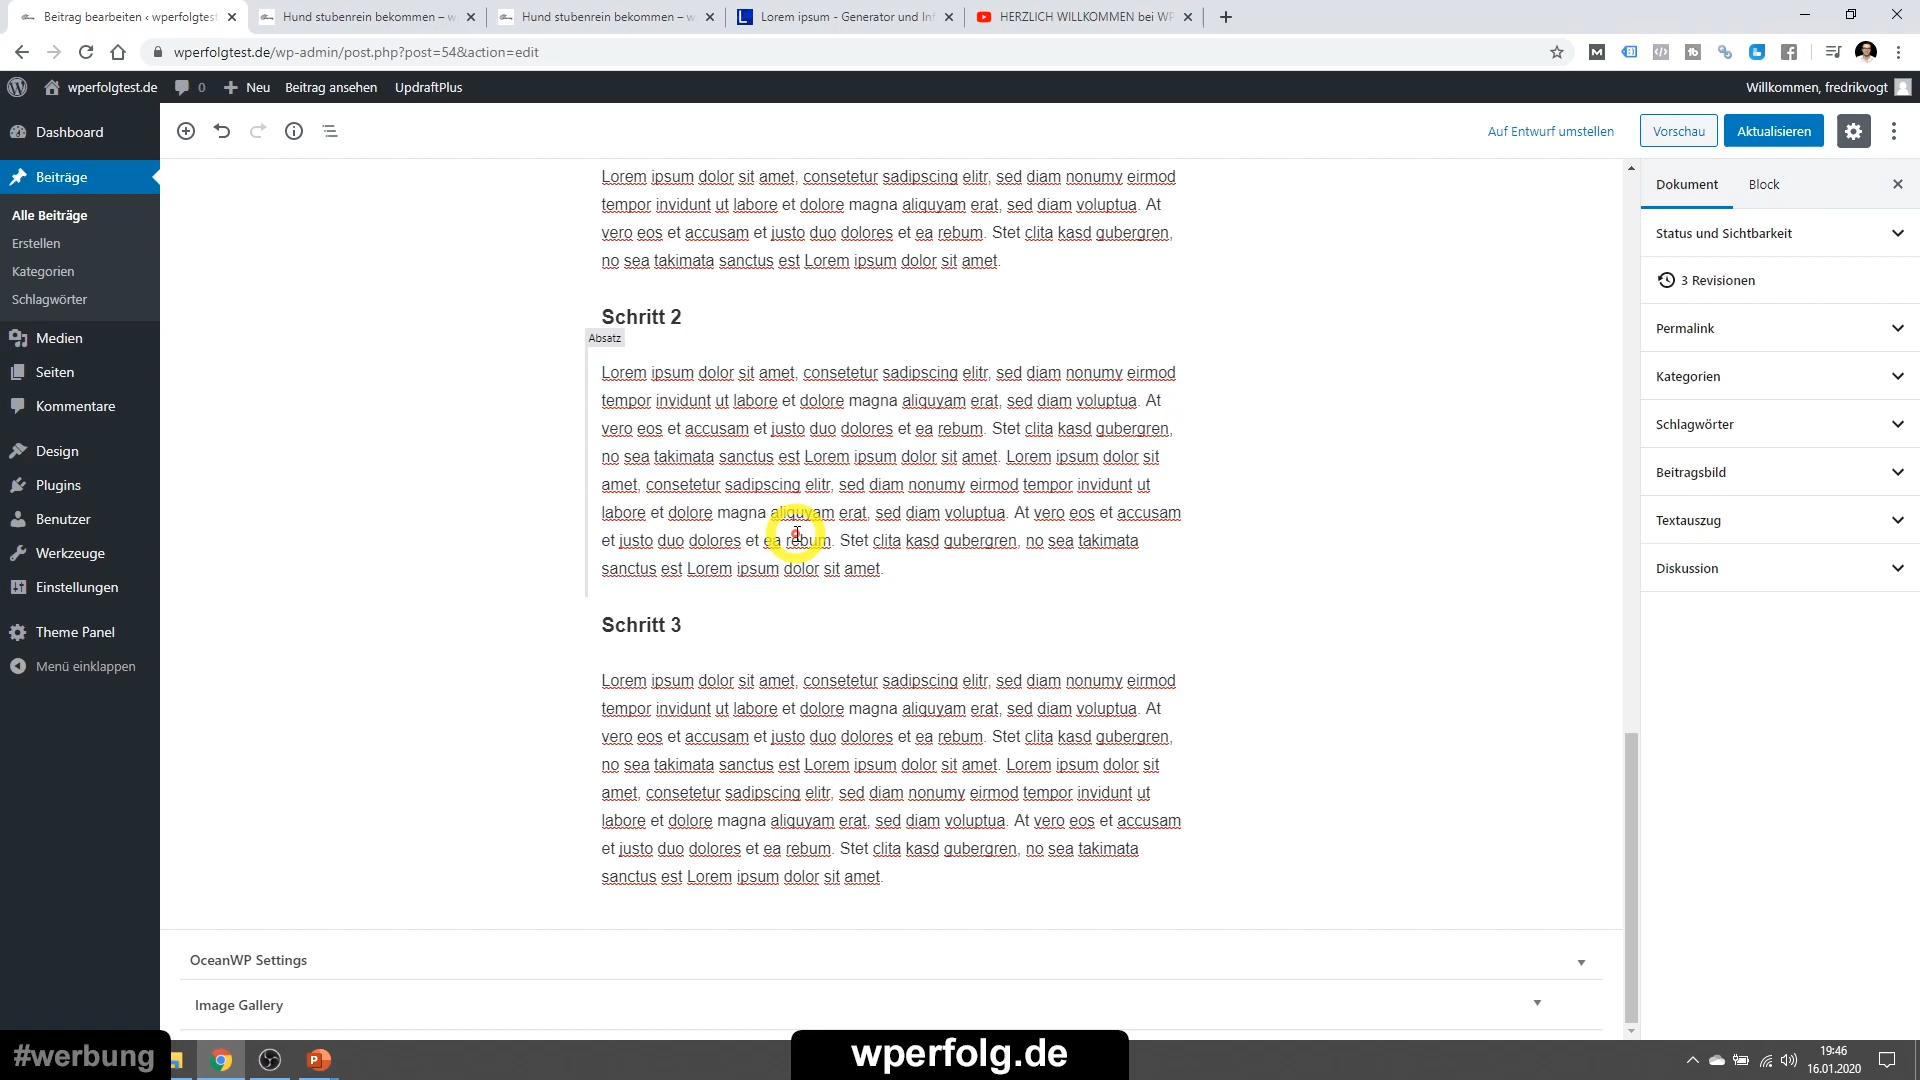 Bearbeiten ‹ wperfolgtest
Hund stubenrein bekommen – w
Hund stubenrein bekommen – w
Lorem ipsum - Generator und Inf
HERZLICH WILLKOMMEN bei WP
wperfolgtest.de/wp-admin/post.php?post=54&action=edit
wperfolgtest.de
0
Neu
Beitrag ansehen
UpdraftPlus
Willkommen, fredrikvogt
Dashboard
Beiträge
Alle Beiträge
Erstellen
Kategorien
Schlagwörter
Medien
Seiten
Kommentare
Design
Plugins
Benutzer
Werkzeuge
Einstellungen
Theme Panel
Menü einklappen
Auf Entwurf umstellen
Vorschau
Aktualisieren
Lorem ipsum dolor sit amet, consetetur sadipscing elitr, sed diam nonumy eirmod
tempor invidunt ut labore et dolore magna aliquyam erat, sed diam voluptua. At
vero eos et accusam et justo duo dolores et ea rebum. Stet clita kasd gubergren,
no sea takimata sanctus est Lorem ipsum dolor sit amet.
Schritt 2
Absatz
Lorem ipsum dolor sit amet, consetetur sadipscing elitr, sed diam nonumy eirmod
tempor invidunt ut labore et dolore magna aliquyam erat, sed diam voluptua. At
vero eos et accusam et justo duo dolores et ea rebum. Stet clita kasd gubergren,
no sea takimata sanctus est Lorem ipsum dolor sit amet. Lorem ipsum dolor sit
amet, consetetur sadipscing elitr, sed diam nonumy eirmod tempor invidunt ut
labore et dolore magna aliquyam erat, sed diam voluptua. At vero eos et accusam
et justo duo dolores et ea rebum. Stet clita kasd gubergren, no sea takimata
sanctus est Lorem ipsum dolor sit amet.
Schritt 3
Lorem ipsum dolor sit amet, consetetur sadipscing elitr, sed diam nonumy eirmod
tempor invidunt ut labore et dolore magna aliquyam erat, sed diam voluptua. At
vero eos et accusam et justo duo dolores et ea rebum. Stet clita kasd gubergren,
no sea takimata sanctus est Lorem ipsum dolor sit amet. Lorem ipsum dolor sit
amet, consetetur sadipscing elitr, sed diam nonumy eirmod tempor invidunt ut
labore et dolore magna aliquyam erat, sed diam voluptua. At vero eos et accusam
et justo duo dolores et ea rebum. Stet clita kasd gubergren, no sea takimata
sanctus est Lorem ipsum dolor sit amet.
OceanWP Settings
Image Gallery
Dokument
Block
Status und Sichtbarkeit
3 Revisionen
Permalink
Kategorien
Schlagwörter
Beitragsbild
Textauszug
Diskussion
#werbung
wperfolg.de
19:46
16.01.2020